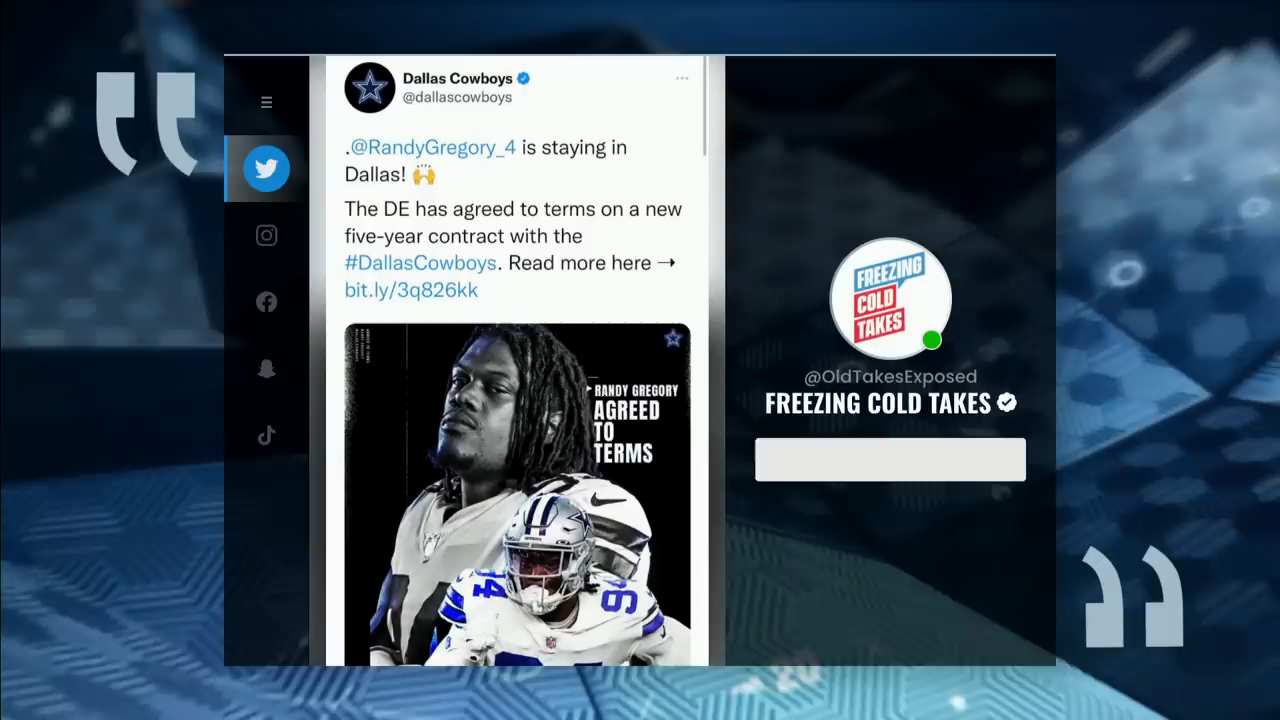 Dallas Cowboys
@dallascowboys
.@RandyGregory_4 is staying in
Dallas! 🙌
The DE has agreed to terms on a new
five-year contract with the
#DallasCowboys. Read more here →
bit.ly/3q826kk
RANDY GREGORY
AGREED
TO
TERMS
94
94
FREEZING
COLD
TAKES
@OldTakesExposed
FREEZING COLD TAKES
20